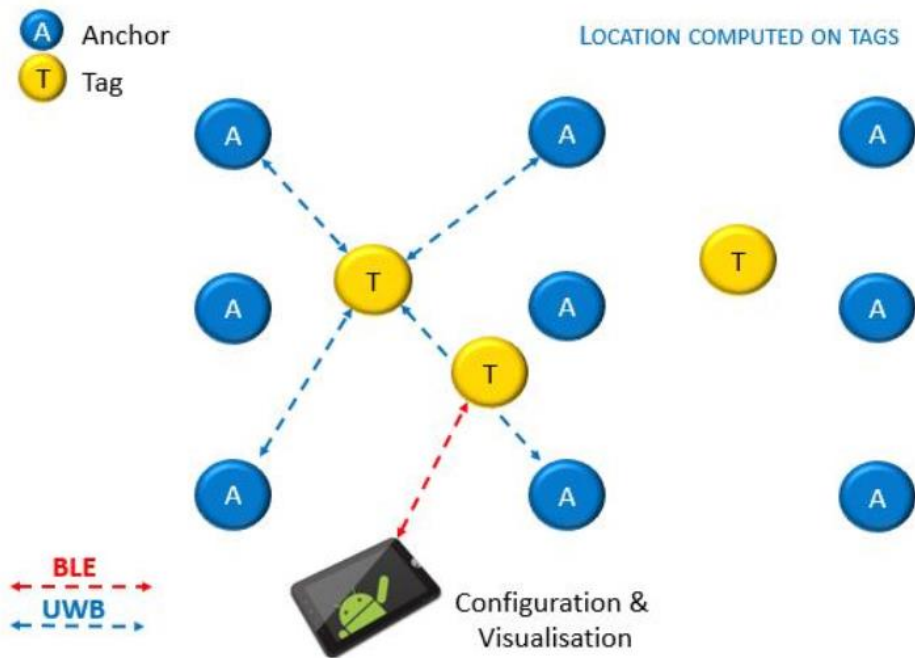 A Anchor
LOCATION COMPUTED ON TAGS
T Tag
A A A
T
T
A A A
T
A A A
BLE
UWB
Configuration &
Visualisation